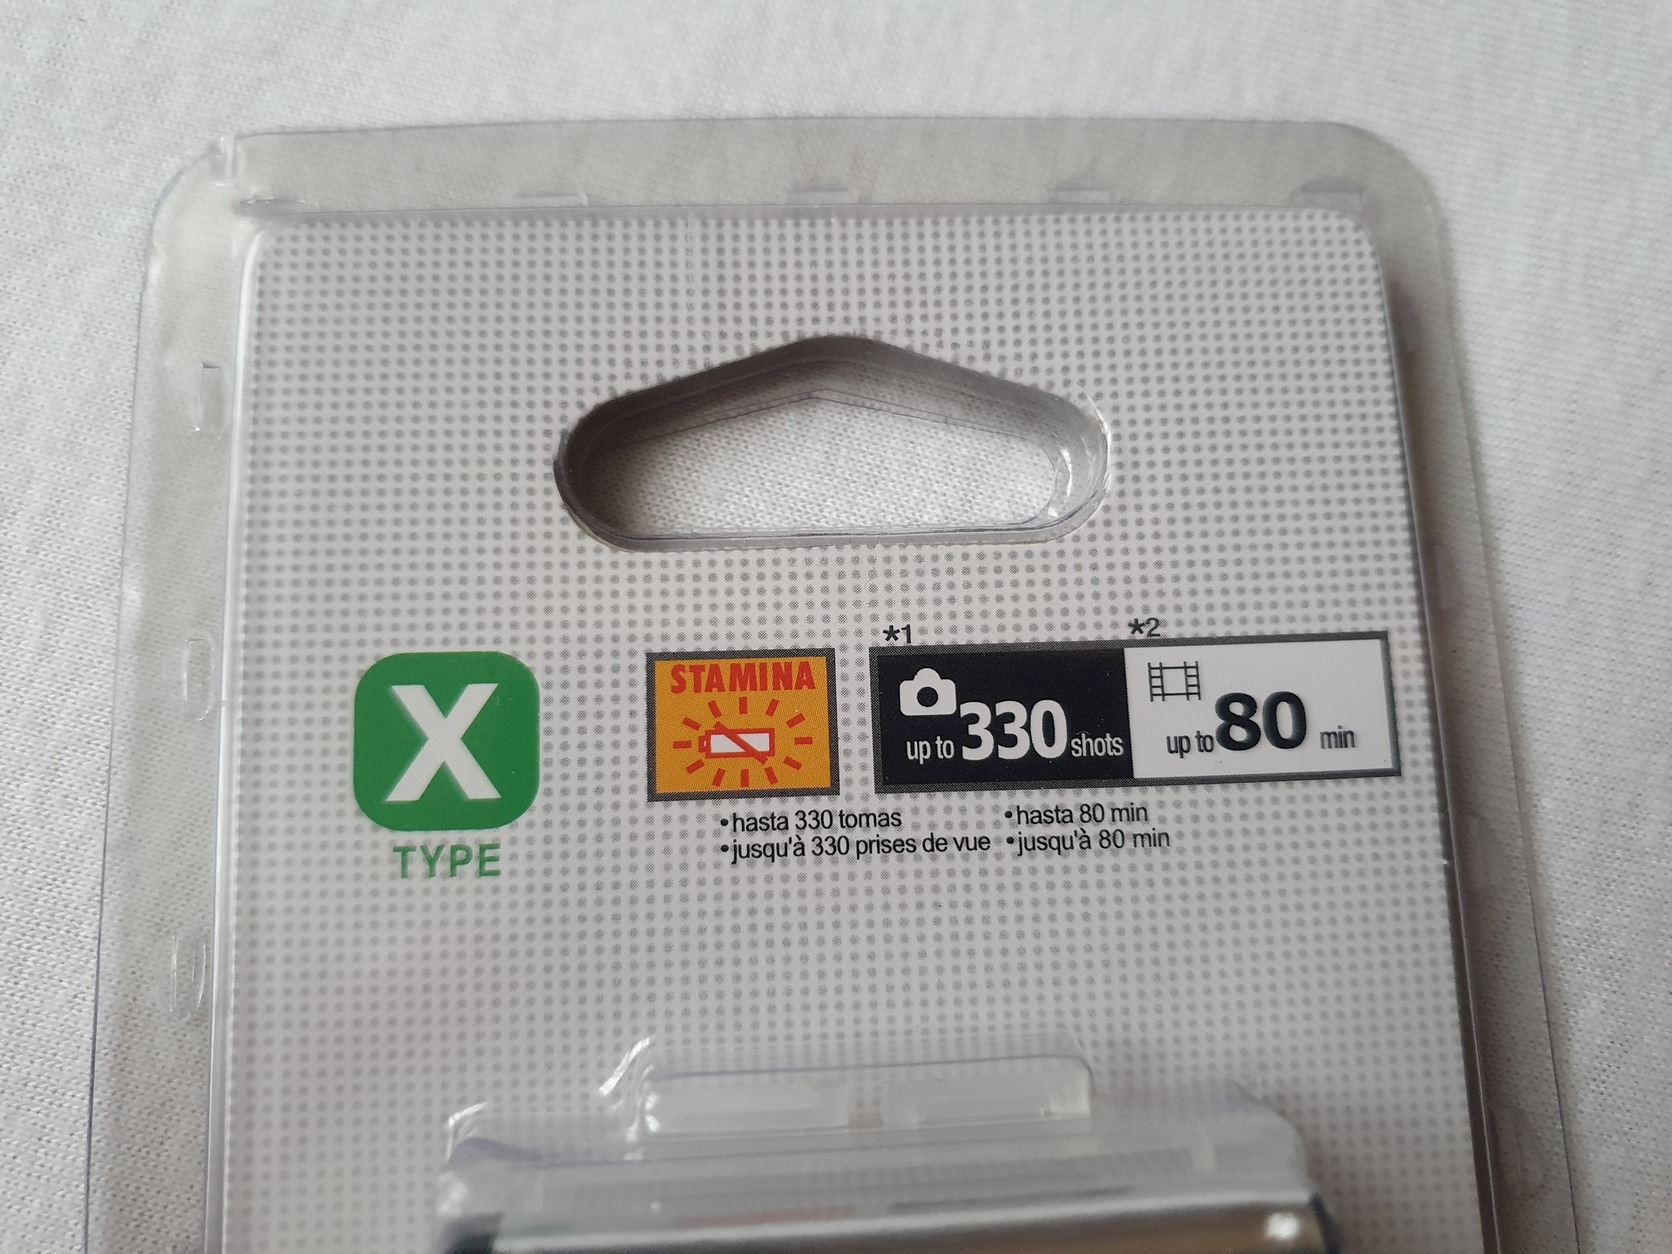 X
TYPE
STAMINA
*1
up to 330 shots
*2
up to 80 min
•hasta 330 tomas
•jusqu'à 330 prises de vue
•hasta 80 min
•jusqu'à 80 min